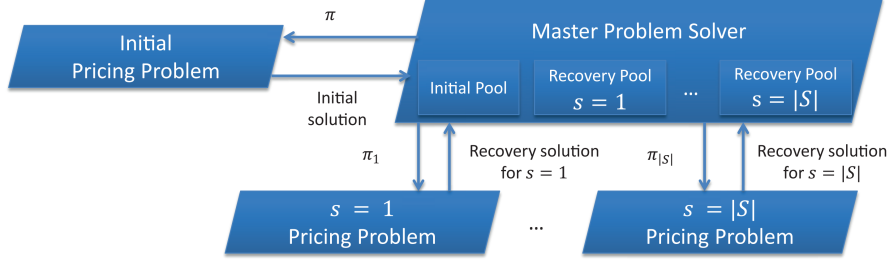 π
Initial
Pricing Problem
Initial
solution
Master Problem Solver
Initial Pool
Recovery Pool
s = 1
...
Recovery Pool
s = |S|
π₁
Recovery solution
for s = 1
π|S|
Recovery solution
for s = |S|
s = 1
Pricing Problem
...
s = |S|
Pricing Problem